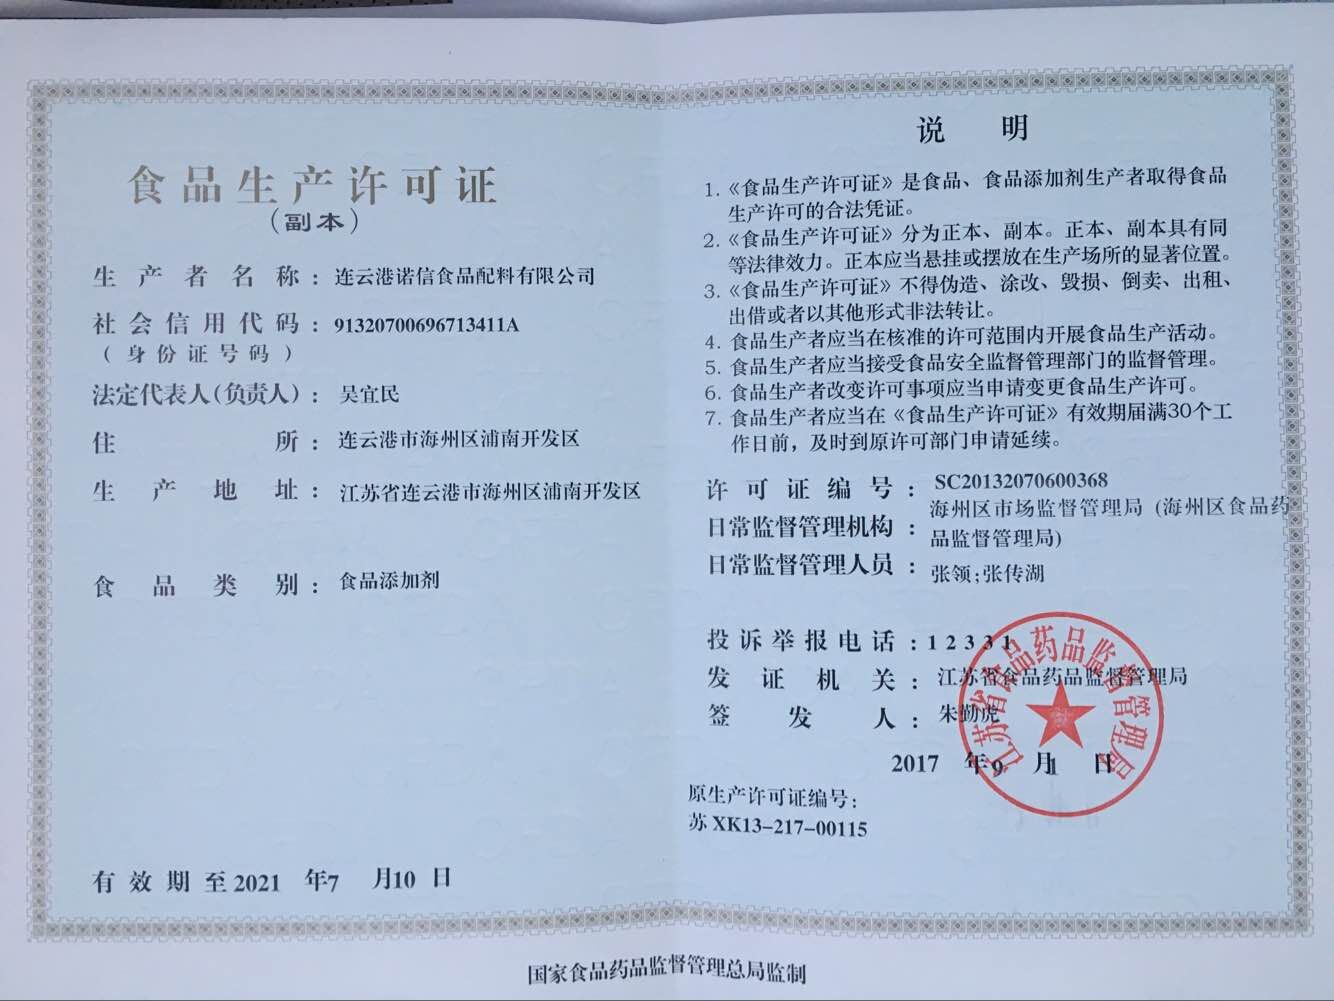 食品生产许可证
（副本）
生产者名称：连云港诺信食品配料有限公司
社会信用代码：91320700696713411A
（身份证号码）
法定代表人（负责人）：吴宜民
住所：连云港市海州区浦南开发区
生产地址：江苏省连云港市海州区浦南开发区
食品类别：食品添加剂
有效期至2021年7月10日
说明
1.《食品生产许可证》是食品、食品添加剂生产者取得食品
生产许可的合法凭证。
2.《食品生产许可证》分为正本、副本。正本、副本具有同
等法律效力。正本应当悬挂或摆放在生产场所的显著位置。
3.《食品生产许可证》不得伪造、涂改、毁损、倒卖、出租、
出借或者以其他形式非法转让。
4.食品生产者应当在核准的许可范围内开展食品生产活动。
5.食品生产者应当接受食品安全监督管理部门的监督管理。
6.食品生产者改变许可事项应当申请变更食品生产许可。
7.食品生产者应当在《食品生产许可证》有效期届满30个工
作日前，及时到原许可部门申请延续。
许可证编号：SC20132070600368
日常监督管理机构：海州区市场监督管理局（海州区食品药
品监督管理局）
日常监督管理人员：张领;张传湖
投诉举报电话：12331
发证机关：江苏省食品药品监督管理局
签发人：朱勤虎
2017年9月1日
江苏省食品药品监督管理局
原生产许可证编号：
苏XK13-217-00115
国家食品药品监督管理总局监制